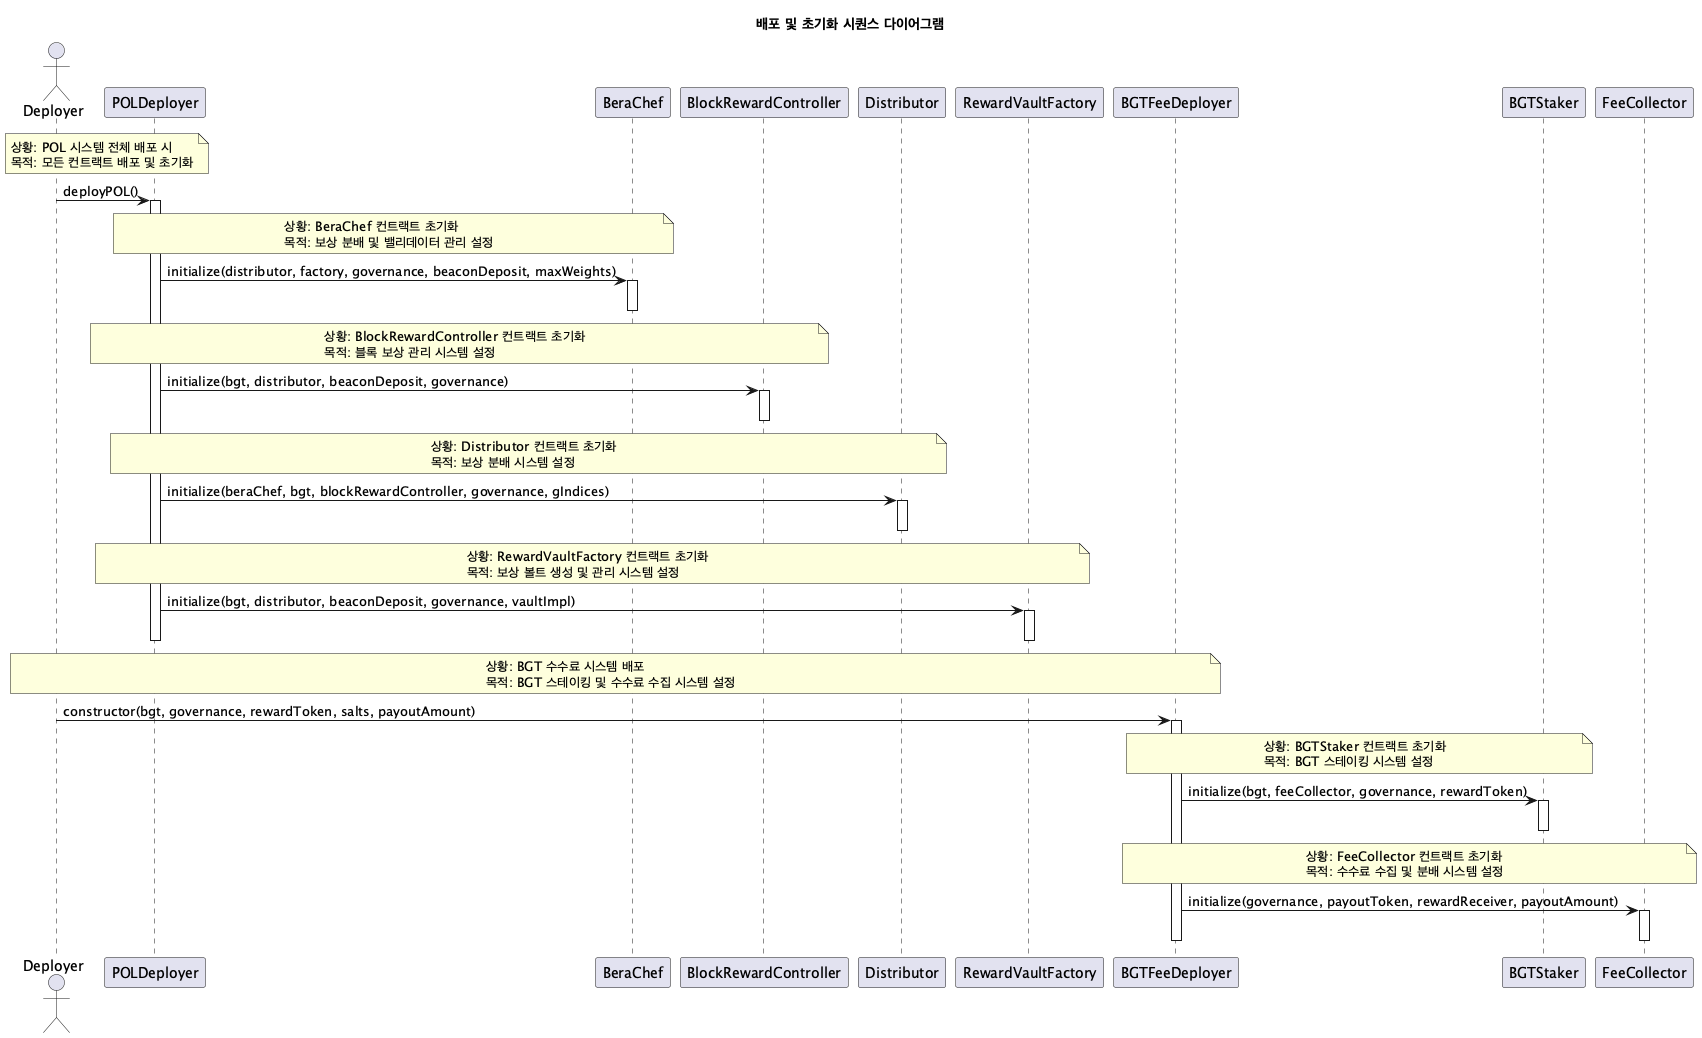 배포 및 초기화 시퀀스 다이어그램
Deployer
POLDeployer
BeraChef
BlockRewardController
Distributor
RewardVaultFactory
BGTFeeDeployer
BGTStaker
FeeCollector
상황: POL 시스템 전체 배포 시
목적: 모든 컨트랙트 배포 및 초기화
deployPOL()
상황: BeraChef 컨트랙트 초기화
목적: 보상 분배 및 밸리데이터 관리 설정
initialize(distributor, factory, governance, beaconDeposit, maxWeights)
상황: BlockRewardController 컨트랙트 초기화
목적: 블록 보상 관리 시스템 설정
initialize(bgt, distributor, beaconDeposit, governance)
상황: Distributor 컨트랙트 초기화
목적: 보상 분배 시스템 설정
initialize(beraChef, bgt, blockRewardController, governance, gIndices)
상황: RewardVaultFactory 컨트랙트 초기화
목적: 보상 볼트 생성 및 관리 시스템 설정
initialize(bgt, distributor, beaconDeposit, governance, vaultImpl)
상황: BGT 수수료 시스템 배포
목적: BGT 스테이킹 및 수수료 수집 시스템 설정
constructor(bgt, governance, rewardToken, salts, payoutAmount)
상황: BGTStaker 컨트랙트 초기화
목적: BGT 스테이킹 시스템 설정
initialize(bgt, feeCollector, governance, rewardToken)
상황: FeeCollector 컨트랙트 초기화
목적: 수수료 수집 및 분배 시스템 설정
initialize(governance, payoutToken, rewardReceiver, payoutAmount)
Deployer
POLDeployer
BeraChef
BlockRewardController
Distributor
RewardVaultFactory
BGTFeeDeployer
BGTStaker
FeeCollector